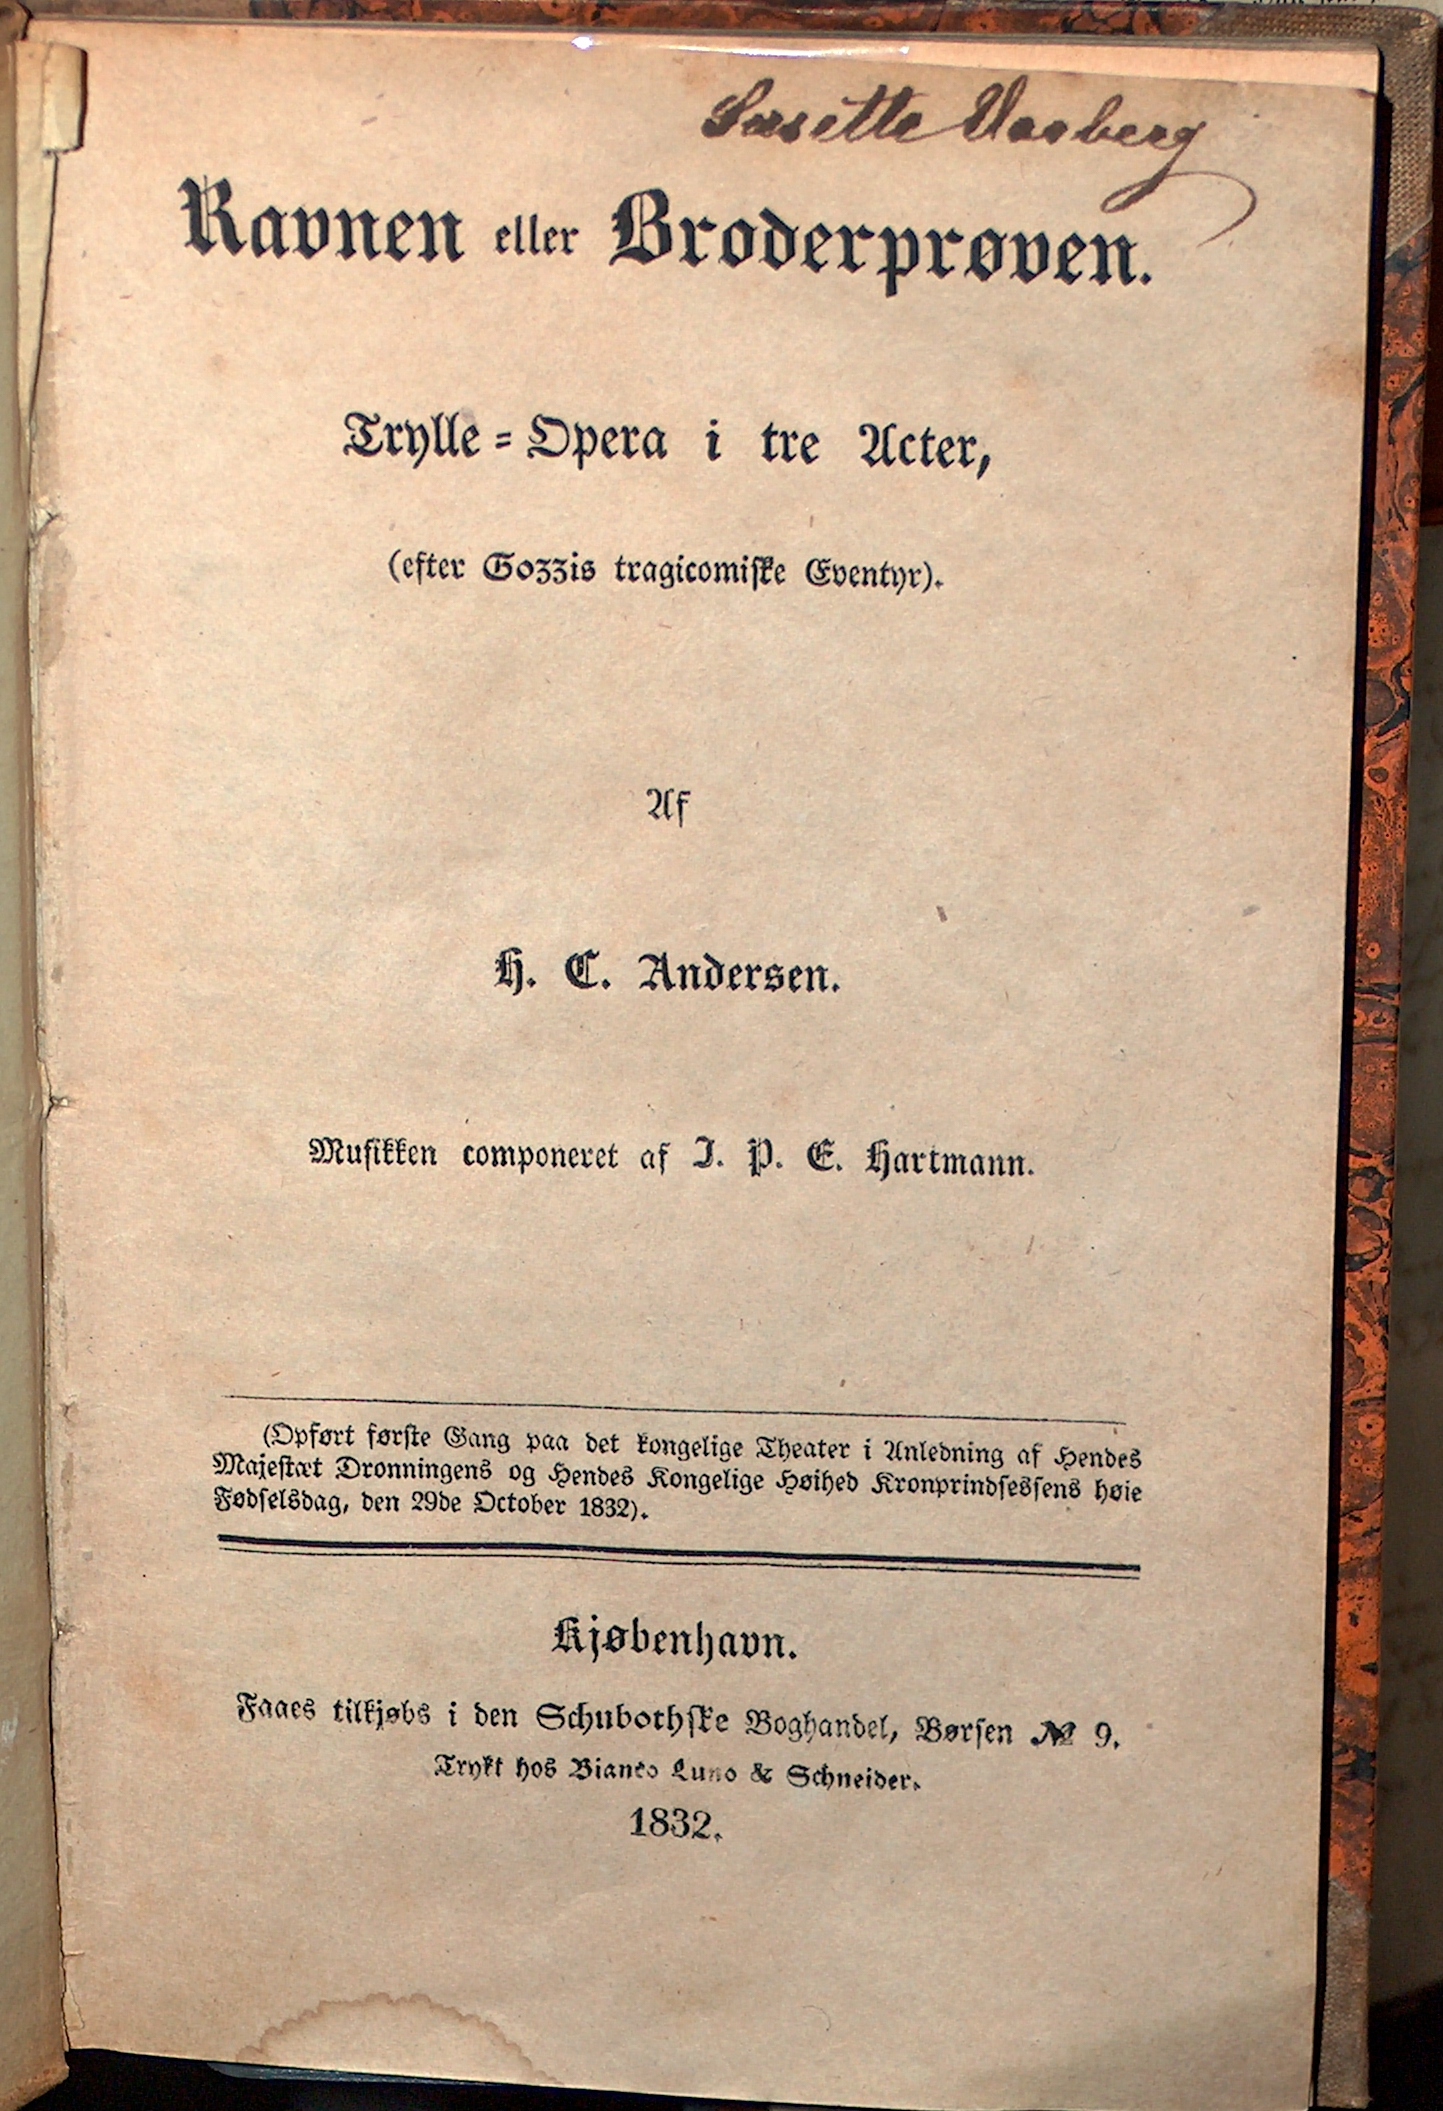 Ravnen eller Broderprøven.
Trylle=Opera i tre Acter,
(efter Gozzis tragicomiske Eventyr).
Af
H. C. Andersen.
Musikken componeret af J. P. E. Hartmann.
(Opført første Gang paa det kongelige Theater i Anledning af Hendes
Majestæt Dronningens og Hendes Kongelige Høihed Kronprindsessens høie
Fødselsdag, den 29de October 1832).
Kjøbenhavn.
Faaes tilkjøbs i den Schubothske Boghandel, Børsen № 9.
Trykt hos Bianco Luno & Schneider.
1832.